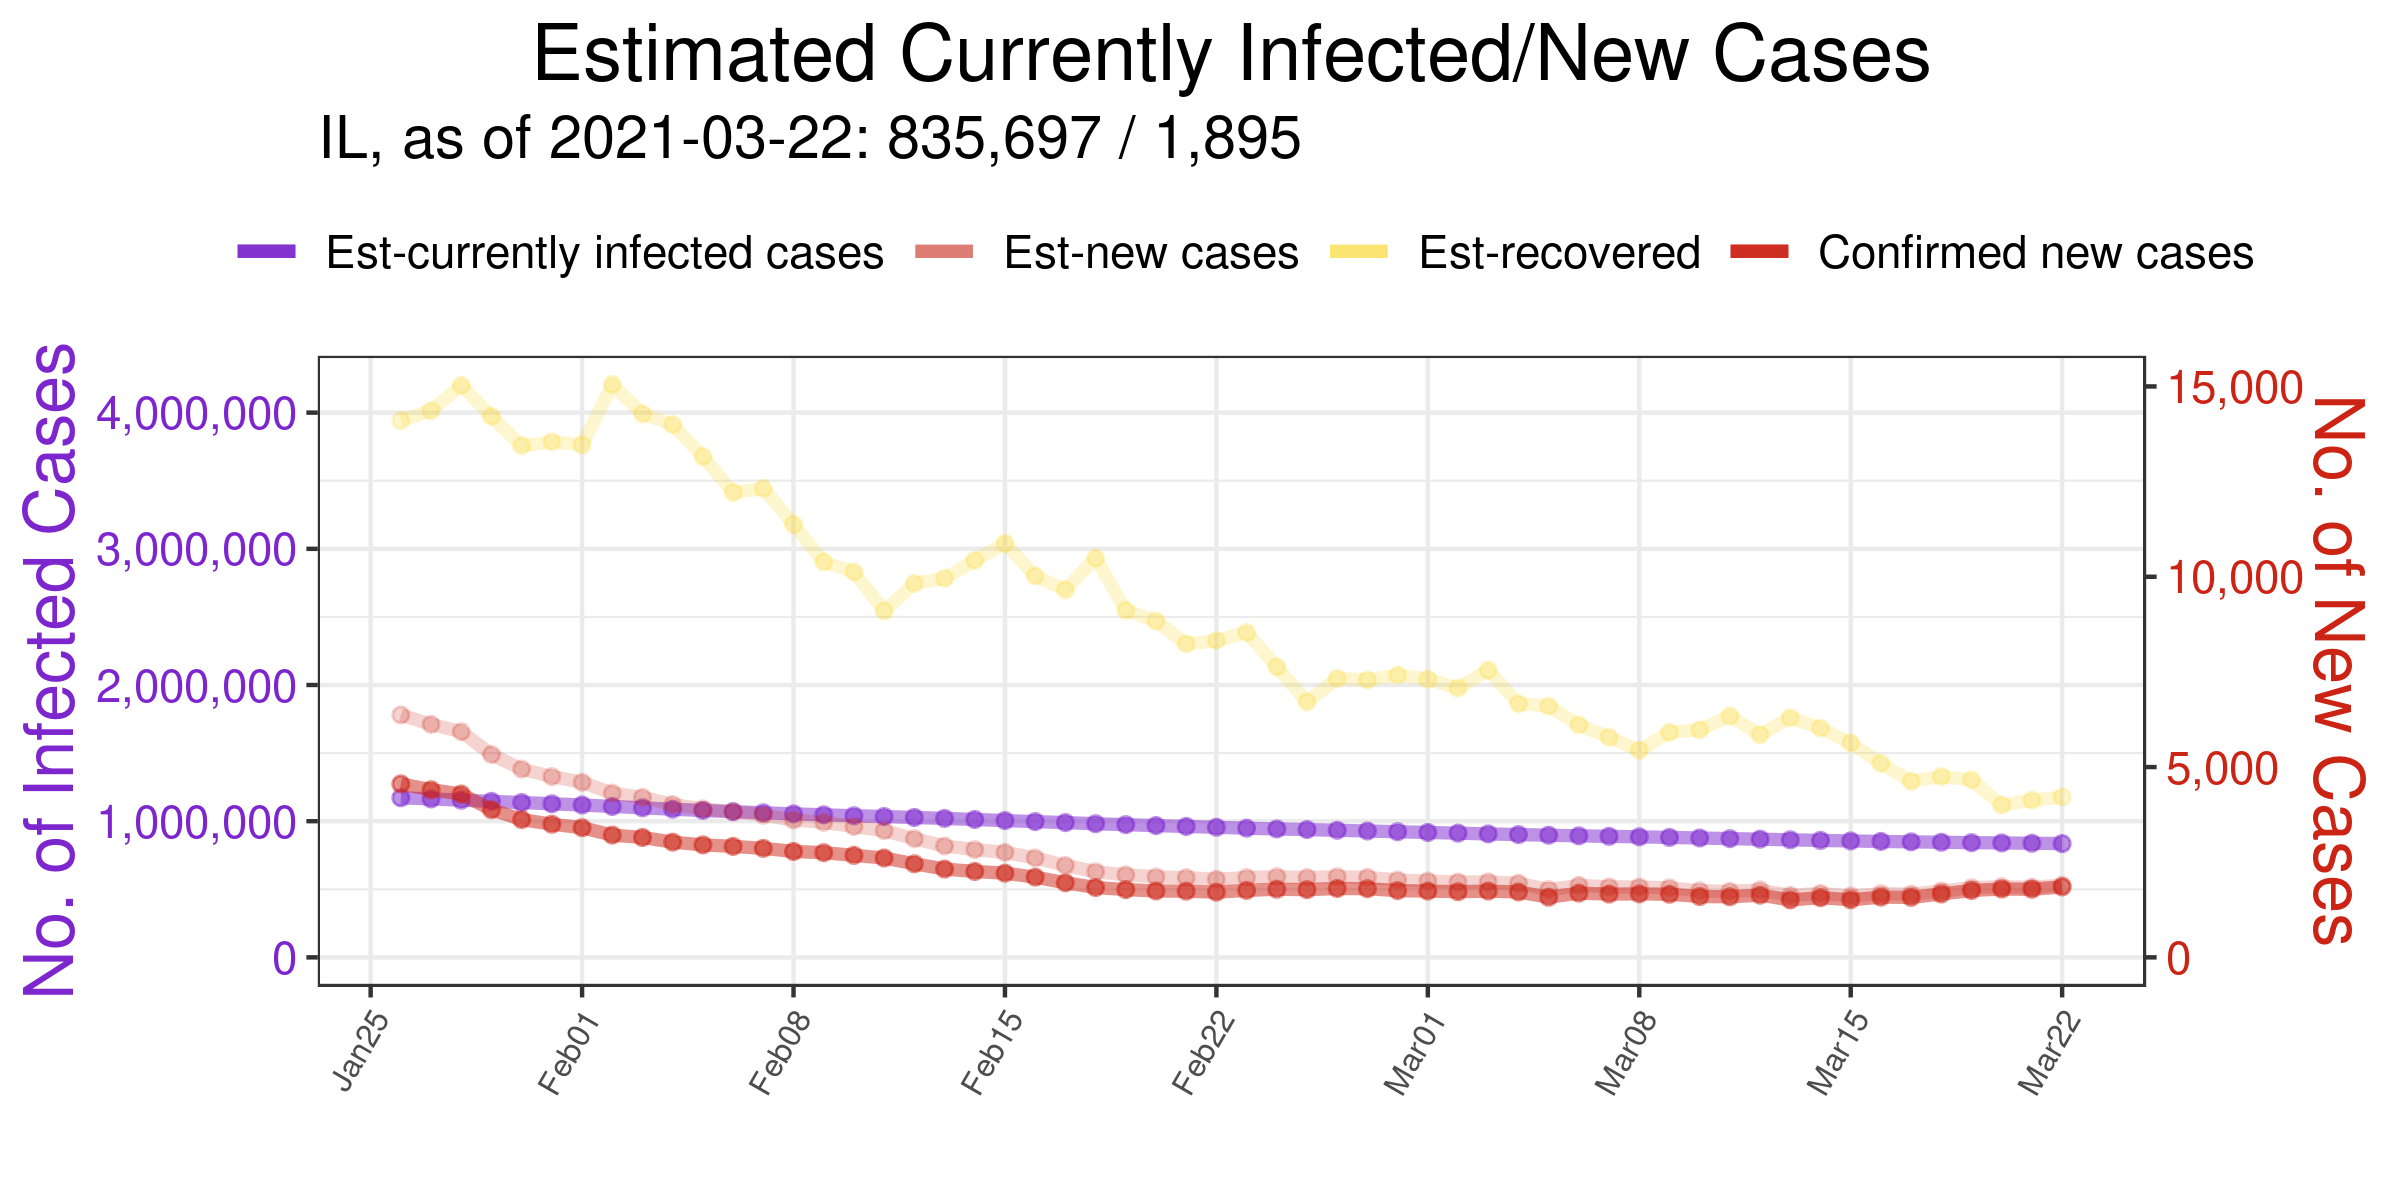 Estimated Currently Infected/New Cases
IL, as of 2021-03-22: 835,697 / 1,895
Est-currently infected cases Est-new cases Est-recovered Confirmed new cases
No. of Infected Cases
4,000,000
3,000,000
2,000,000
1,000,000
0
15,000
10,000
5,000
0
No. of New Cases
Jan25 Feb01 Feb08 Feb15 Feb22 Mar01 Mar08 Mar15 Mar22